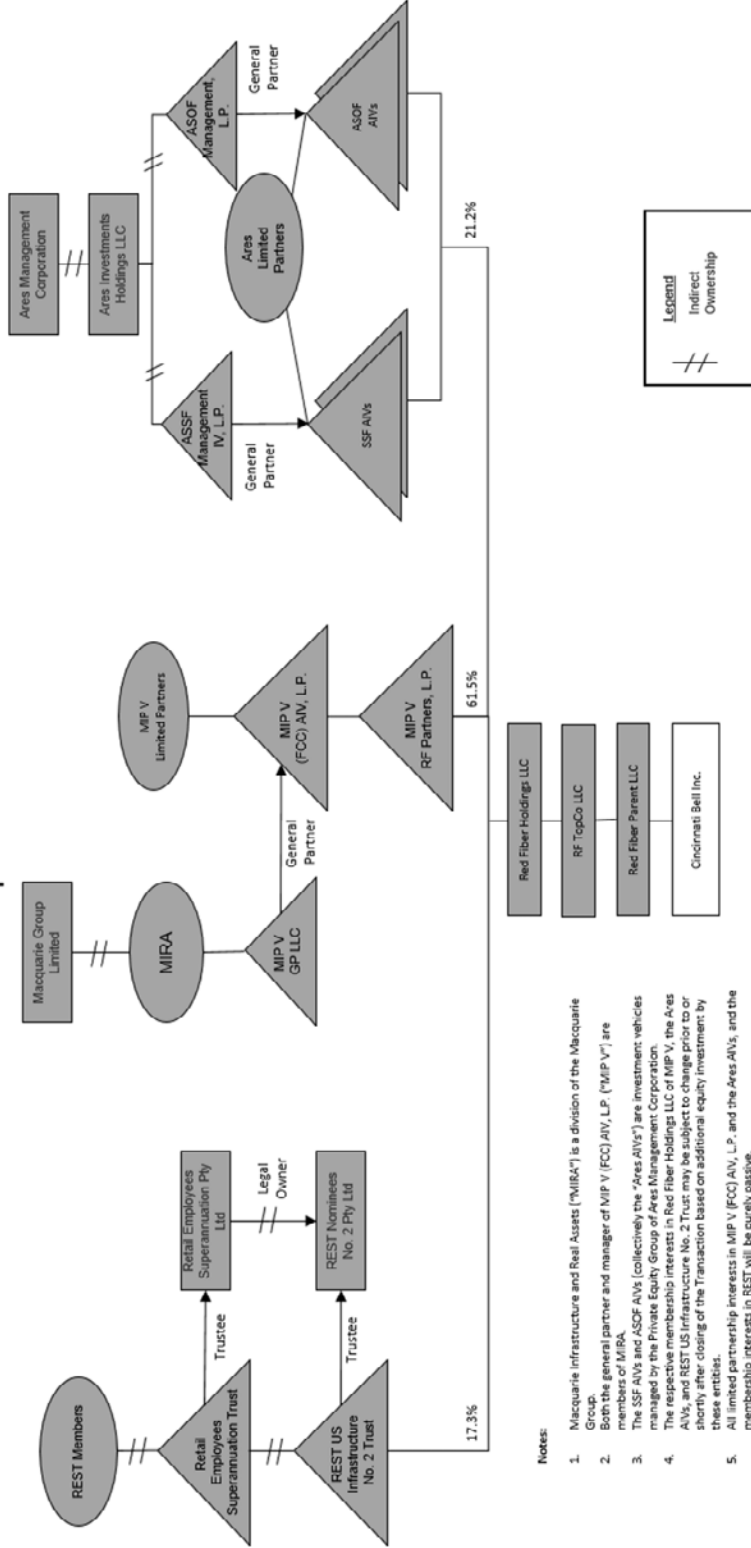 REST Members
Retail
Employees
Superannuation Trust
Trustee
Retail Employees
Superannuation Pty
Ltd
Legal
Owner
REST US
Infrastructure
No. 2 Trust
Trustee
REST Nominees
No. 2 Pty Ltd
17.3%
Macquarie Group
Limited
MIRA
MIP V
GP LLC
General
Partner
MIP V
Limited Partners
MIP V
(FCC) AIV, L.P.
MIP V
RF Partners, L.P.
61.5%
Ares Management
Corporation
Ares Investments
Holdings LLC
ASSF
Management
IV, L.P.
General
Partner
ASOF
Management,
L.P.
General
Partner
Ares
Limited
Partners
SSF AIVs
ASOF
AIVs
21.2%
Red Fiber Holdings LLC
RF TopCo LLC
Red Fiber Parent LLC
Cincinnati Bell Inc.
Legend
Indirect
Ownership
Notes:
1. Macquarie Infrastructure and Real Assets ("MIRA") is a division of the Macquarie
Group.
2. Both the general partner and manager of MIP V (FCC) AIV, L.P. ("MIP V") are
members of MIRA.
3. The SSF AIVs and ASOF AIVs (collectively the "Ares AIVs") are investment vehicles
managed by the Private Equity Group of Ares Management Corporation.
4. The respective membership interests in Red Fiber Holdings LLC of MIP V, the Ares
AIVs, and REST US Infrastructure No. 2 Trust may be subject to change prior to or
shortly after closing of the Transaction based on additional equity investment by
these entities.
5. All limited partnership interests in MIP V (FCC) AIV, L.P. and the Ares AIVs, and the
membership interests in REST will be purely passive.